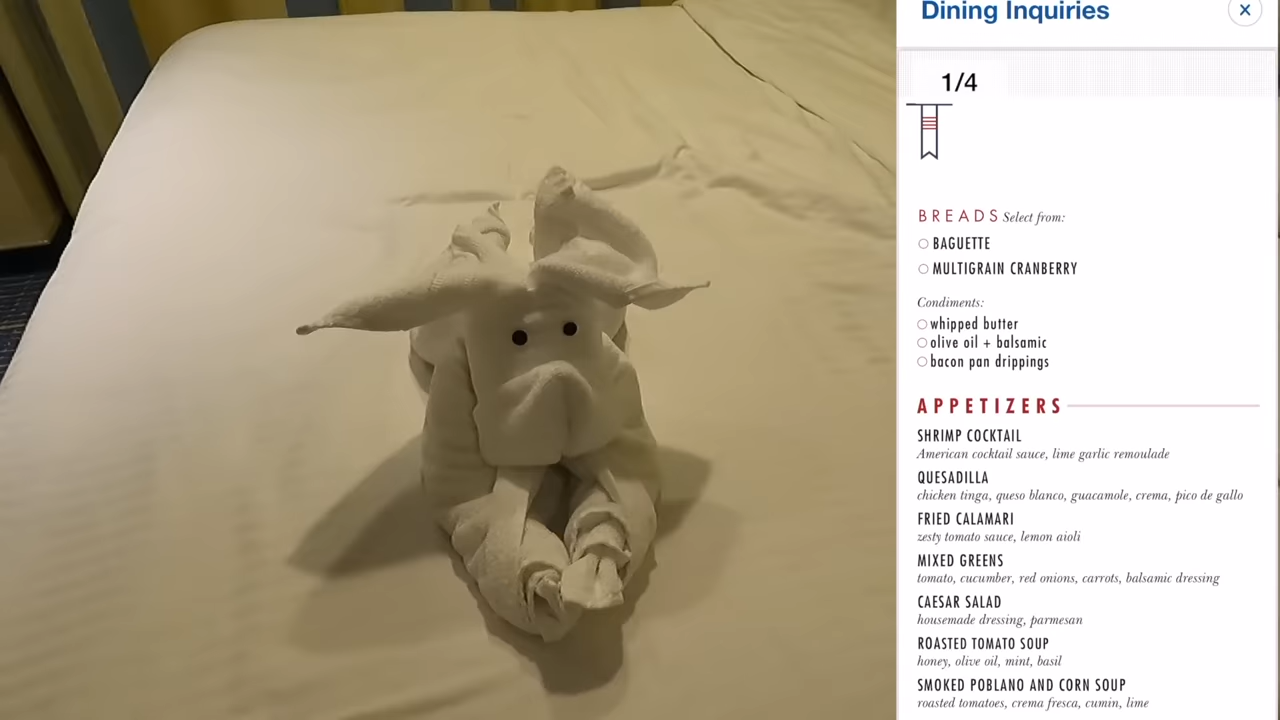 Dining Inquiries
1/4
BREADS Select from:
BAGUETTE
MULTIGRAIN CRANBERRY
Condiments:
whipped butter
olive oil + balsamic
bacon pan drippings
APPETIZERS
SHRIMP COCKTAIL
American cocktail sauce, lime garlic remoulade
QUESADILLA
chicken tinga, queso blanco, guacamole, crema, pico de gallo
FRIED CALAMARI
zesty tomato sauce, lemon aioli
MIXED GREENS
tomato, cucumber, red onions, carrots, balsamic dressing
CAESAR SALAD
housemade dressing, parmesan
ROASTED TOMATO SOUP
honey, olive oil, mint, basil
SMOKED POBLANO AND CORN SOUP
roasted tomatoes, crema fresca, cumin, lime